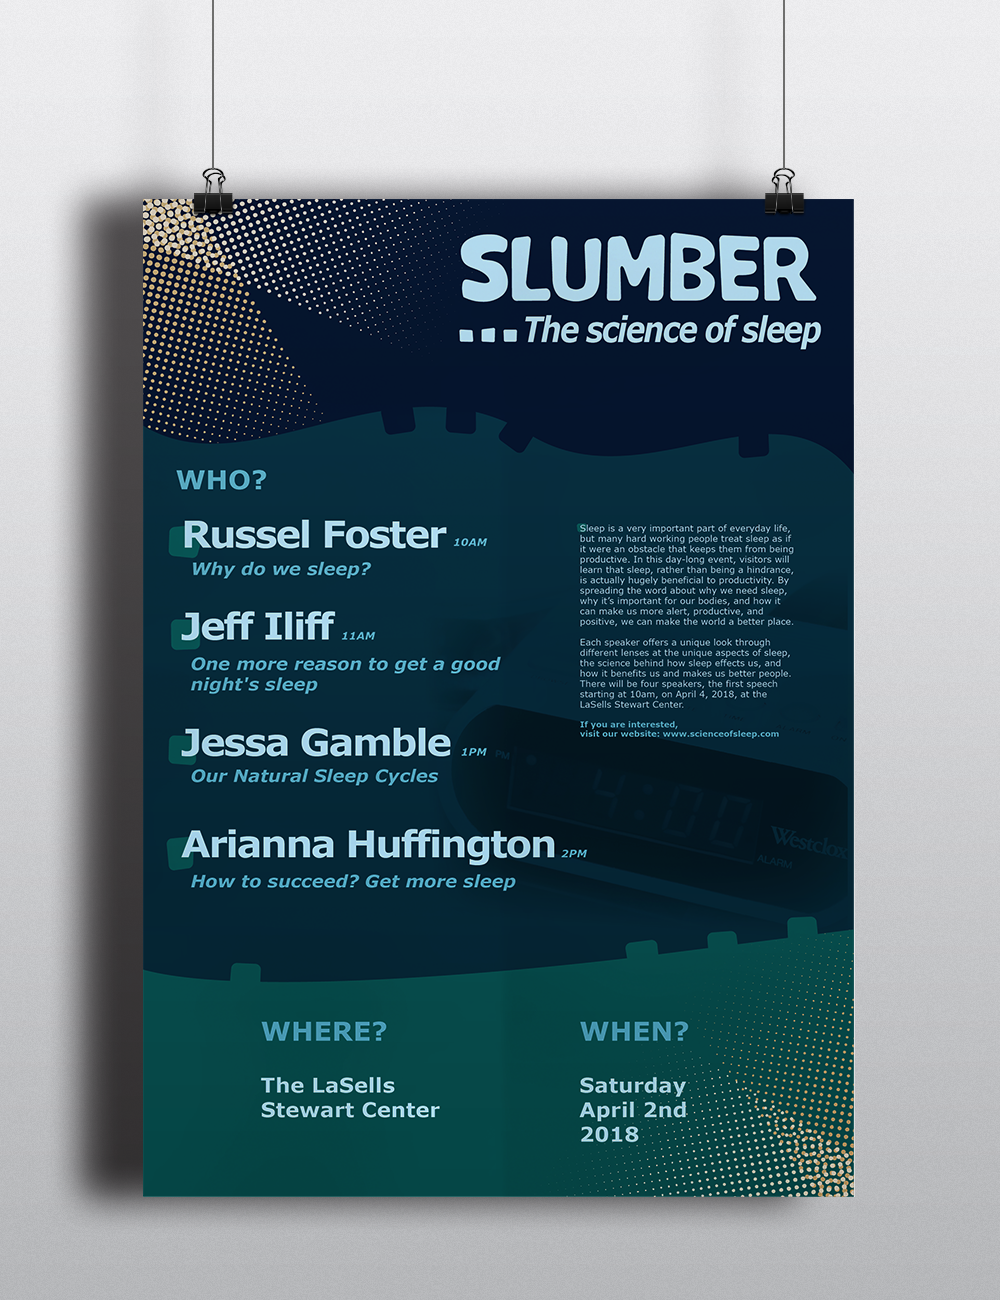 SLUMBER
...The science of sleep
WHO?
Russel Foster 10AM
Why do we sleep?
Jeff Iliff 11AM
One more reason to get a good
night's sleep
Jessa Gamble 1PM
Our Natural Sleep Cycles
Arianna Huffington 2PM
How to succeed? Get more sleep
Sleep is a very important part of everyday life,
but many hard working people treat sleep as if
it were an obstacle that keeps them from being
productive. In this day-long event, visitors will
learn that sleep, rather than being a hindrance,
is actually hugely beneficial to productivity. By
spreading the word about why we need sleep,
why it's important for our bodies, and how it
can make us more alert, productive, and
positive, we can make the world a better place.
Each speaker offers a unique look through
different lenses at the unique aspects of sleep,
the science behind how sleep effects us, and
how it benefits us and makes us better people.
There will be four speakers, the first speech
starting at 10am, on April 4, 2018, at the
LaSells Stewart Center.
If you are interested,
visit our website: www.scienceofsleep.com
PM
4:00
Westclox
ALARM
WHERE?
The LaSells
Stewart Center
WHEN?
Saturday
April 2nd
2018